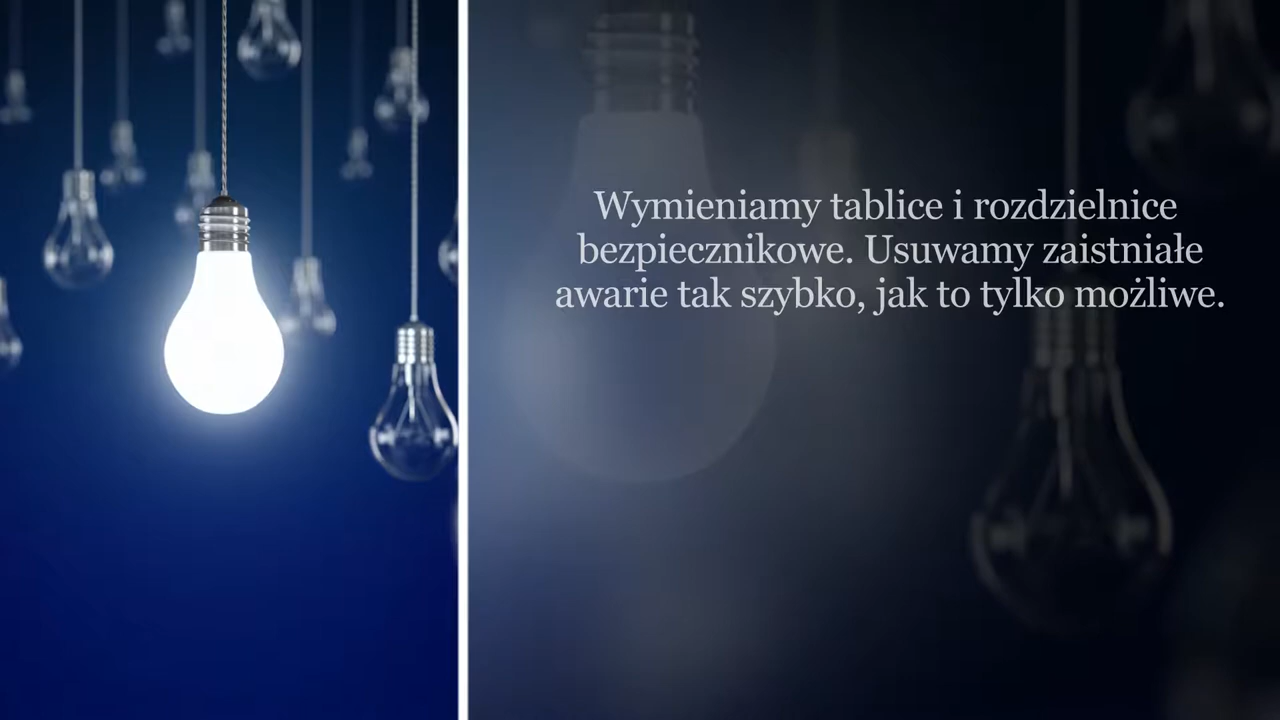 Wymieniamy tablice i rozdzielnice
bezpiecznikowe. Usuwamy zaistniałe
awarie tak szybko, jak to tylko możliwe.